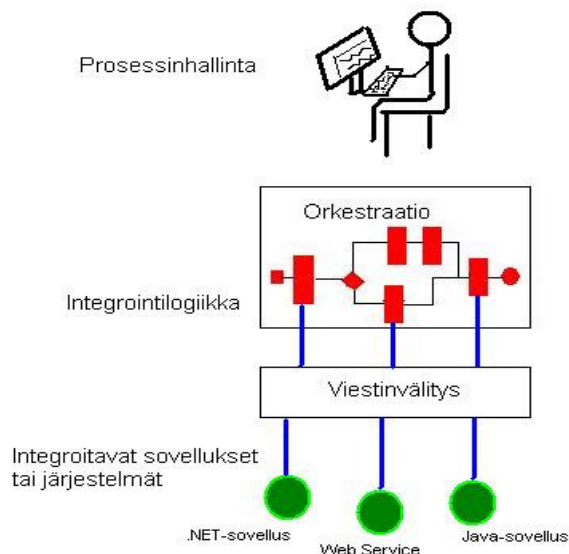 Prosessinhallinta
Orkestraatio
Integrointilogiikka
Viestinvälitys
Integroitavat sovellukset
tai järjestelmät
.NET-sovellus
Web Service
Java-sovellus